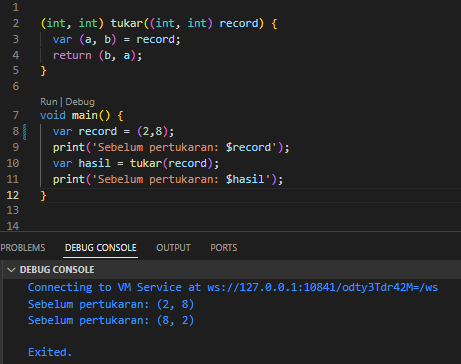 1
2 (int, int) tukar((int, int) record) {
3 var (a, b) = record;
4 return (b, a);
5 }
6
Run | Debug
7 void main() {
8 var record = (2,8);
9 print('Sebelum pertukaran: $record');
10 var hasil = tukar(record);
11 print('Sebelum pertukaran: $hasil');
12 }
13
14
PROBLEMS DEBUG CONSOLE OUTPUT PORTS
DEBUG CONSOLE
Connecting to VM Service at ws://127.0.0.1:10841/odty3Tdr42M=/ws
Sebelum pertukaran: (2, 8)
Sebelum pertukaran: (8, 2)
Exited.